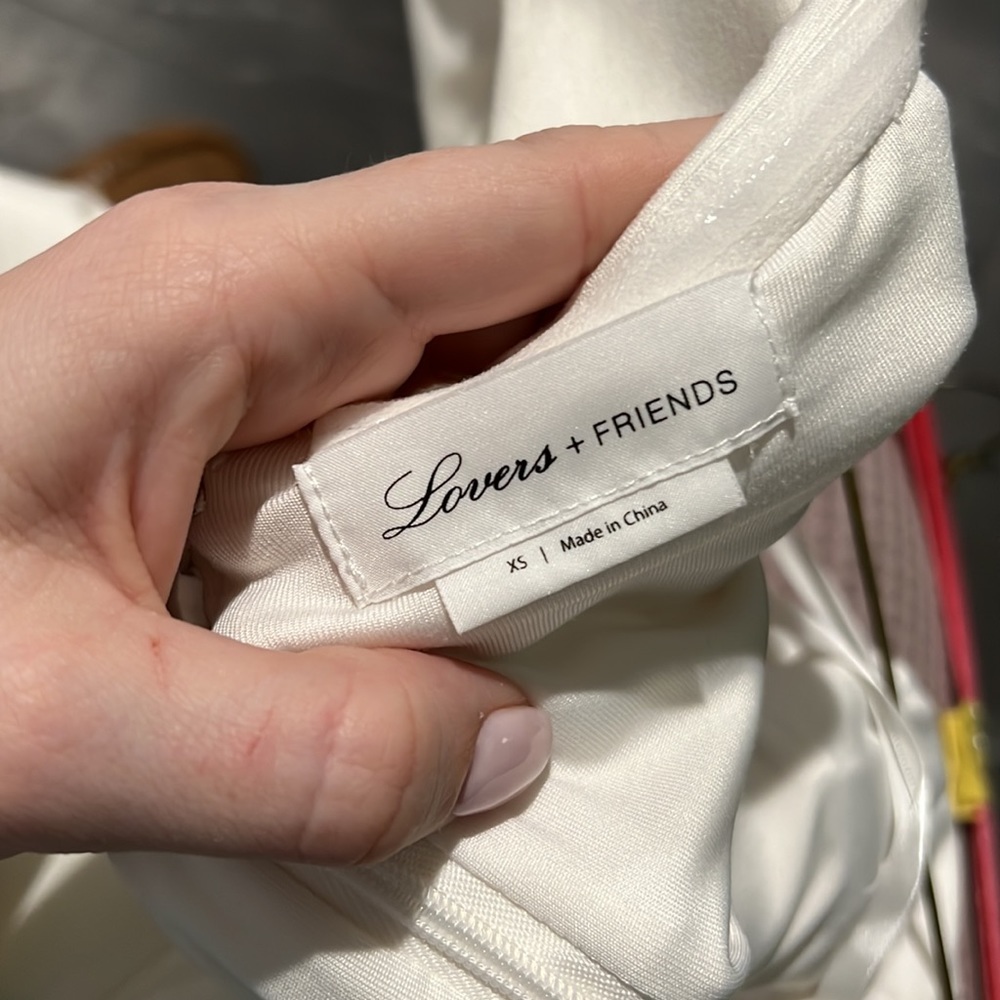 Lovers + FRIENDS
XS | Made in China